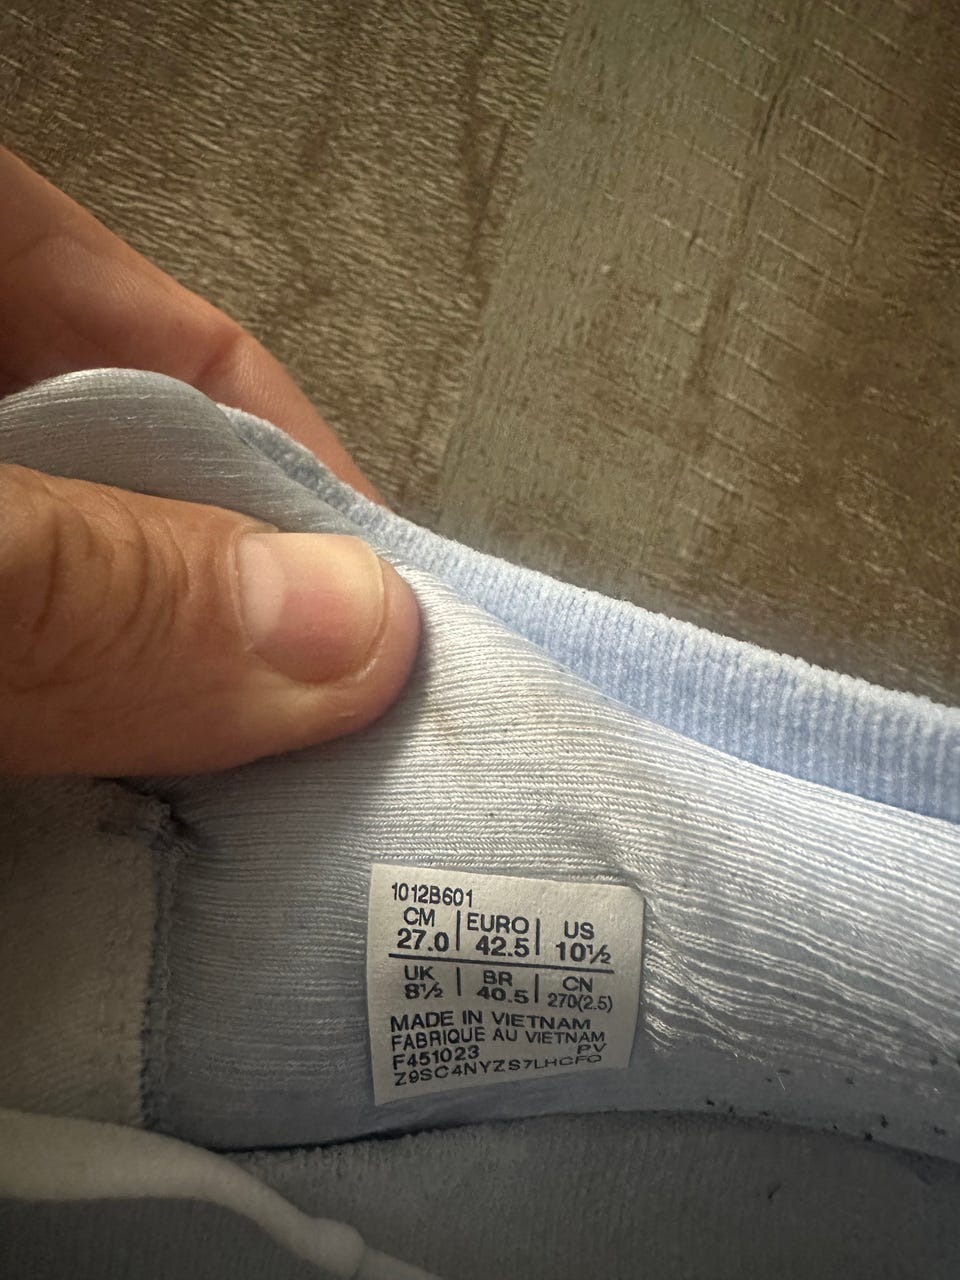 1012B601
CM | EURO | US
27.0 | 42.5 | 10½
UK | BR | CN
8½ | 40.5 | 270(2.5)
MADE IN VIETNAM
FABRIQUE AU VIETNAM
F451023 PV
Z9SC4NYZS7LHCFO